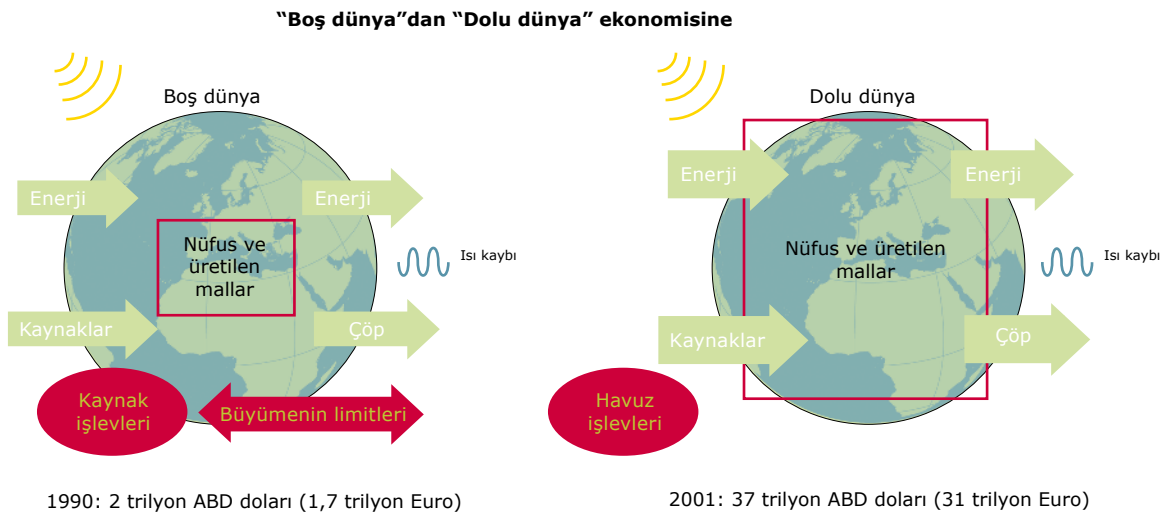 “Boş dünya”dan “Dolu dünya” ekonomisine
Boş dünya
Enerji
Enerji
Nüfus ve
üretilen
mallar
Isı kaybı
Kaynaklar
Çöp
Kaynak
işlevleri
Büyümenin limitleri
1990: 2 trilyon ABD doları (1,7 trilyon Euro)
Dolu dünya
Enerji
Enerji
Nüfus ve üretilen
mallar
Isı kaybı
Kaynaklar
Çöp
Havuz
işlevleri
2001: 37 trilyon ABD doları (31 trilyon Euro)